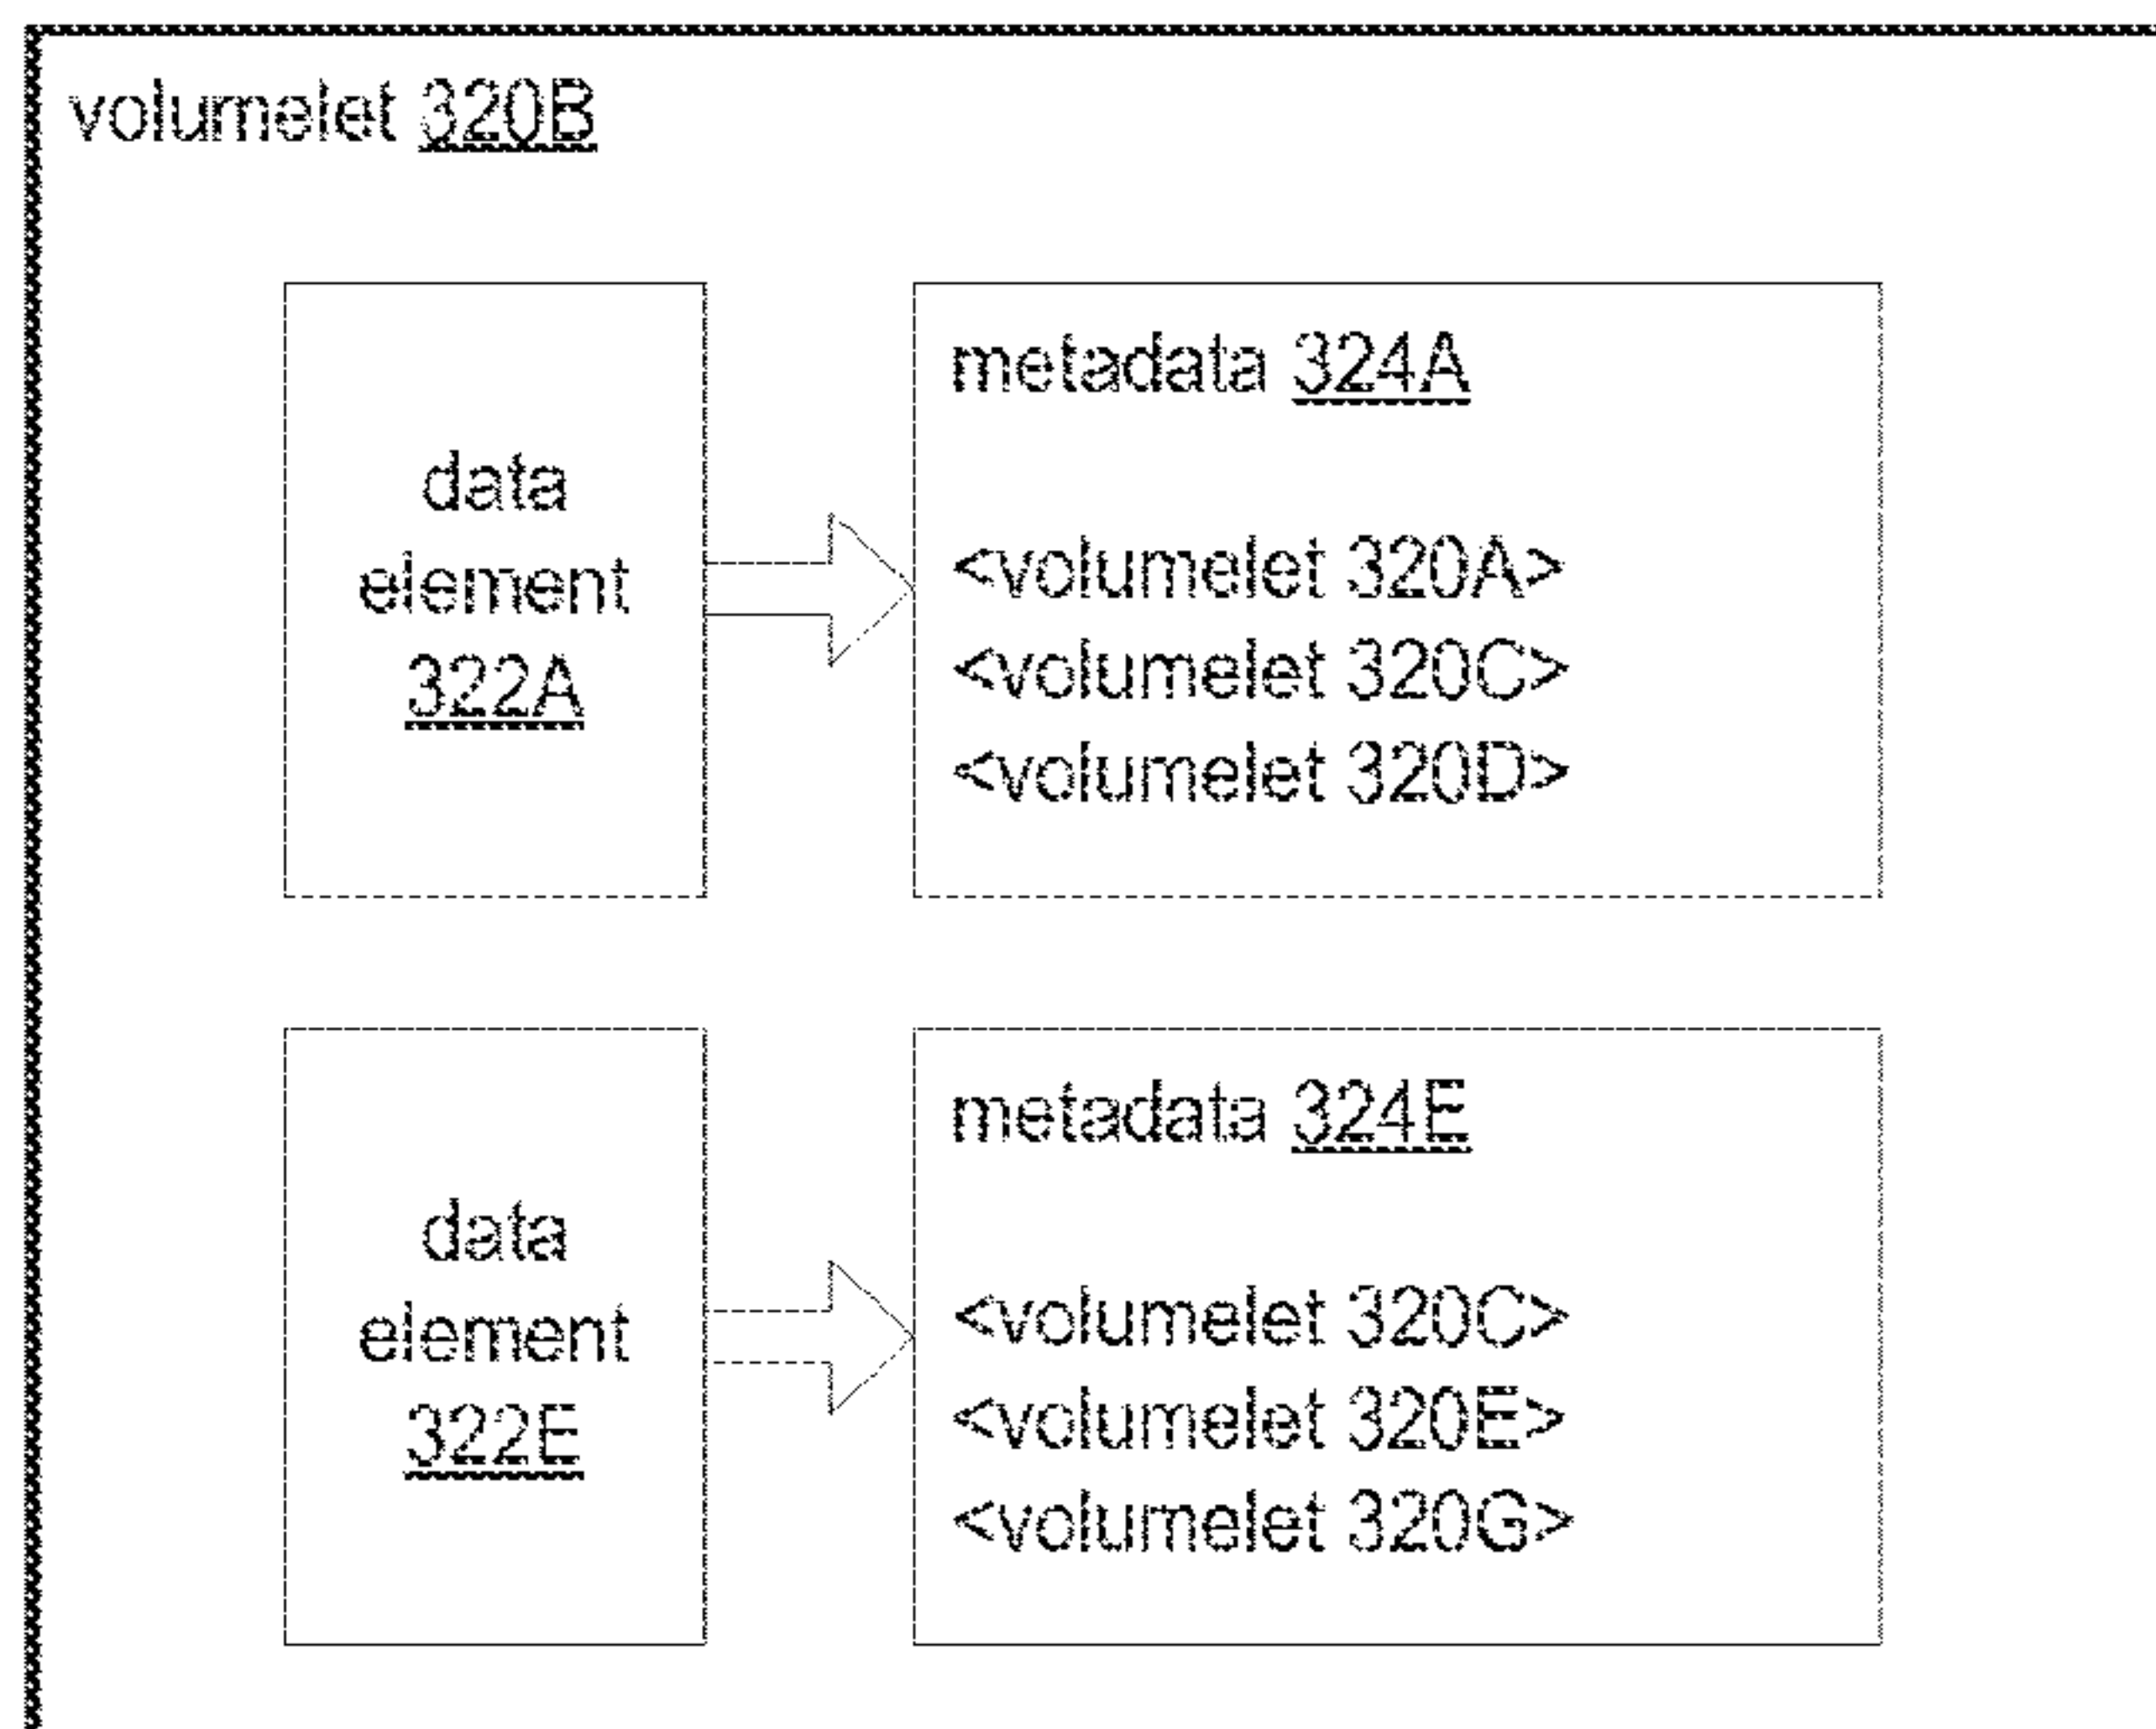 volumelet 320B
data
element
322A
metadata 324A
<volumelet 320A>
<volumelet 320C>
<volumelet 320D>
data
element
322E
metadata 324E
<volumelet 320C>
<volumelet 320E>
<volumelet 320G>